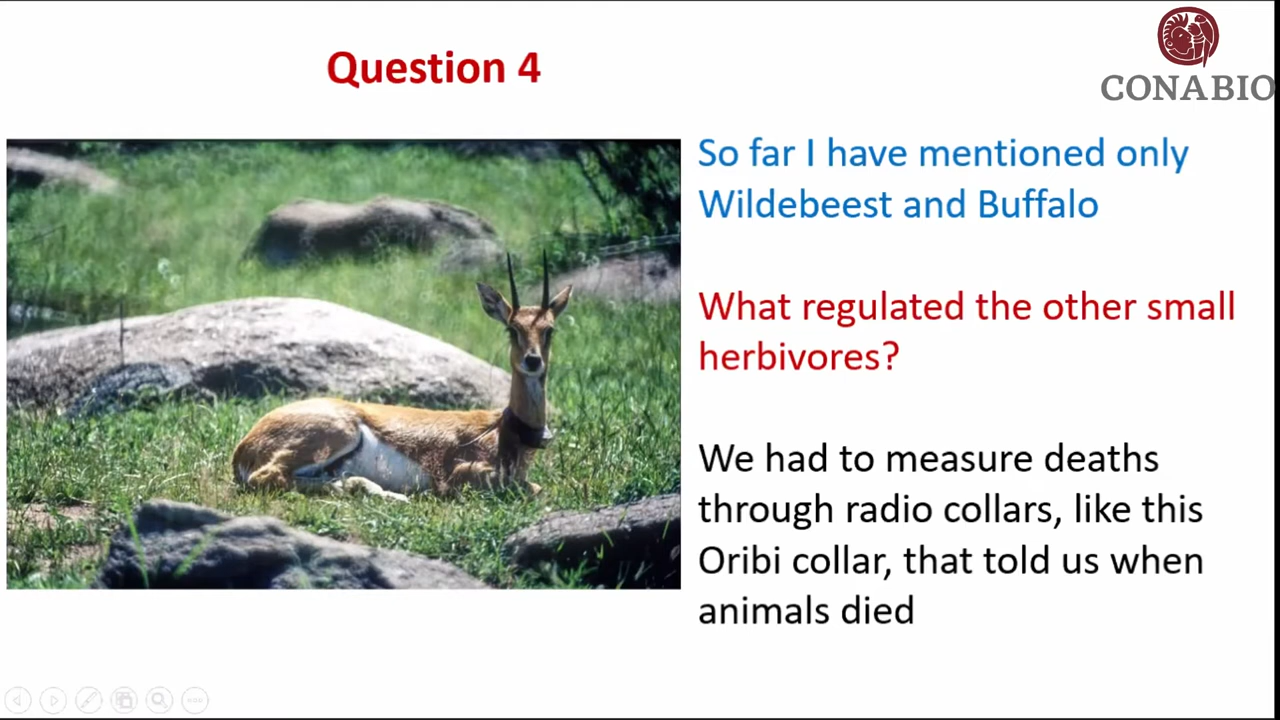 Question 4
CONABIO
So far I have mentioned only
Wildebeest and Buffalo
What regulated the other small
herbivores?
We had to measure deaths
through radio collars, like this
Oribi collar, that told us when
animals died